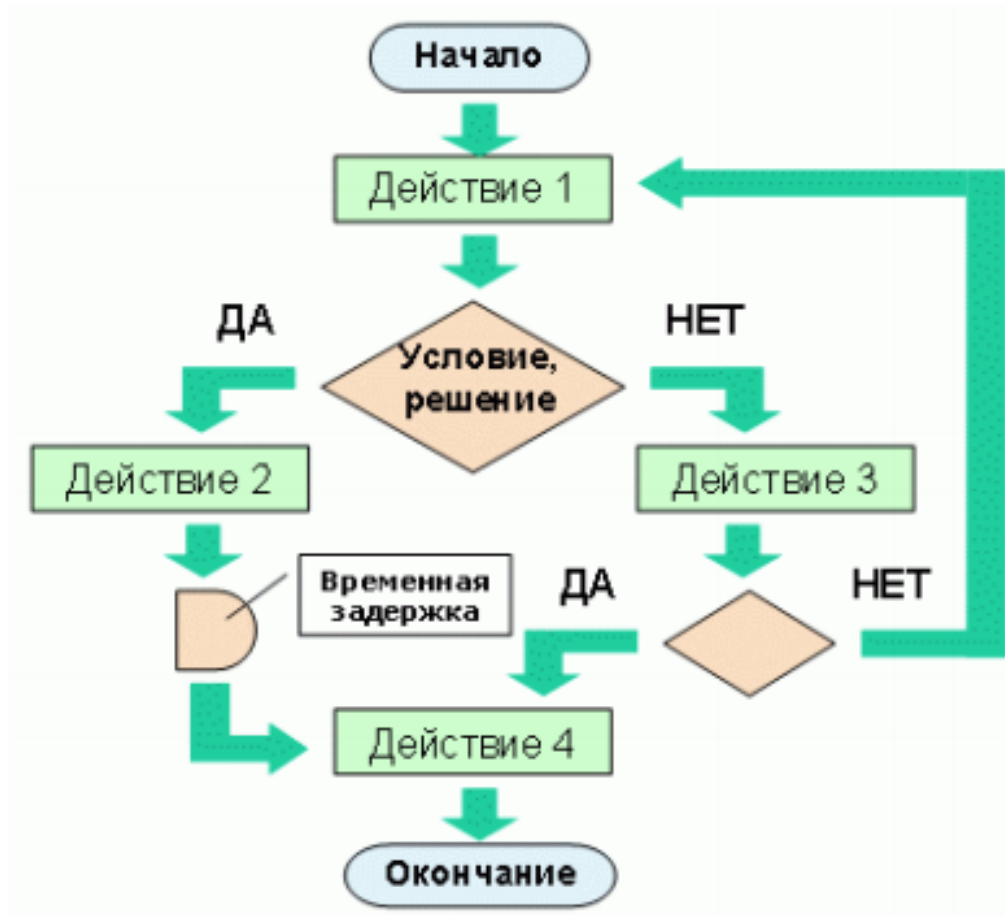 Начало
Действие 1
ДА
НЕТ
Условие,
решение
Действие 2
Действие 3
Временная
задержка
ДА
НЕТ
Действие 4
Окончание